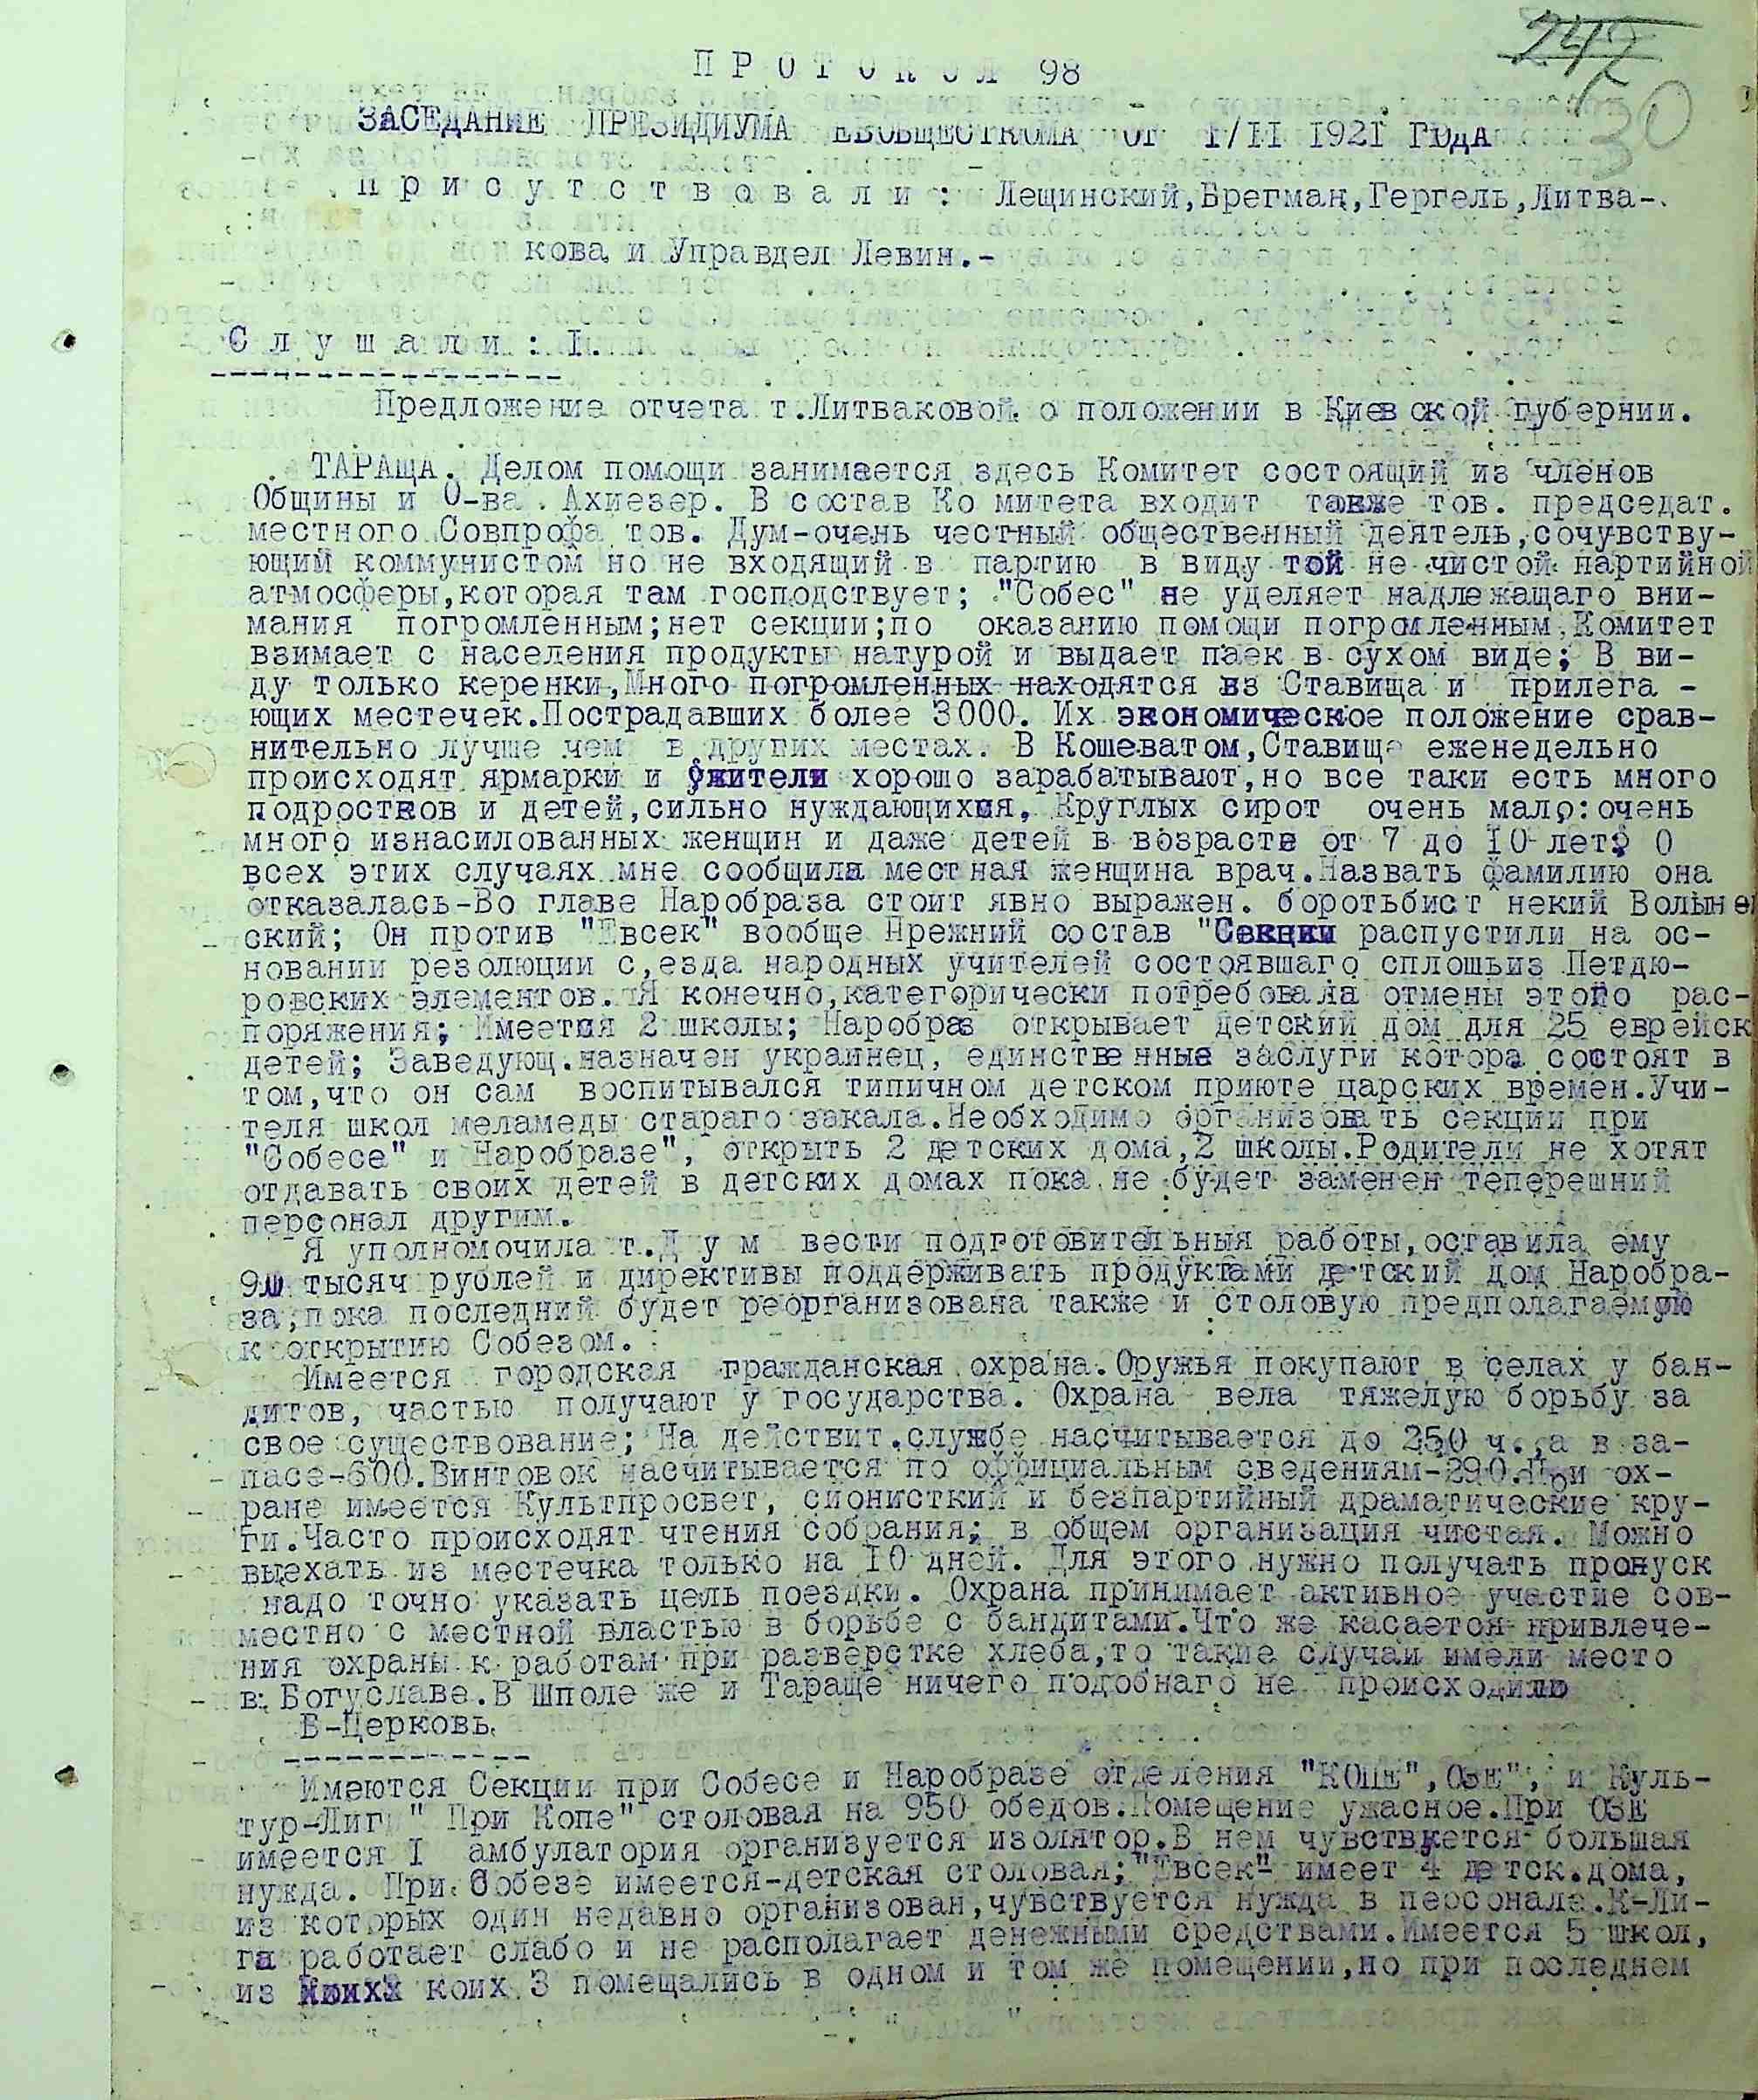 247
30
П Р О Т О К О Л 98
ЗАСЕДАНИЕ ПРЕЗИДИУМА ЕВОБЩЕСТКОМА от I/II 1921 ГОДА
П р и с у т с т в о в а л и : Лещинский,Брегман,Гергель,Литва-
кова и Управдел Левин.-
С л у ш а л и : I.
Предложение отчета т.Литваковой о положении в Киевской губернии.
ТАРАЩА. Делом помощи занимается здесь Комитет состоящий из членов
Общины и О-ва Ахиезер. В состав Ко митета входит также тов. председат.
местного Совпрофа тов. Дум-очень честный общественный деятель,сочувству-
ющий коммунистом но не входящий в партию в виду той не чистой партийной
атмосферы,которая там господствует; "Собес" не уделяет надлежащаго вни-
мания погромленным;нет секции;по оказанию помощи погромленным,Комитет
взимает с населения продукты натурой и выдает паек в сухом виде; В ви-
ду только керенки,Много погромленных находятся из Ставища и прилега -
ющих местечек.Пострадавших более 3000. Их экономическое положение срав-
нительно лучше чем в других местах. В Кошеватом,Ставище еженедельно
происходят ярмарки и жители хорошо зарабатывают,но все таки есть много
подростков и детей,сильно нуждающихся, Круглых сирот очень мало:очень
много изнасилованных женщин и даже детей в возрасте от 7 до IO лет; О
всех этих случаях мне сообщила местная женщина врач.Назвать фамилию она
отказалась-Во главе Наробраза стоит явно выражен. боротьбист некий Волынс
ский; Он против "Евсек" вообще Прежний состав "Секции распустили на ос-
новании резолюции с,езда народных учителей состоявшаго сплошьиз Петлю-
ровских элементов. Я конечно,категорически потребовала отмены этого рас-
поряжения; Имеется 2 школы; Наробраз открывает детский дом для 25 еврейск
детей; Заведующ.назначен украинец, единственные заслуги котора состоят в
том,что он сам воспитывался типичном детском приюте царских времен.Учи-
теля школ меламеды стараго закала.Необходимо организовать секции при
"Собесе" и Наробразе", открыть 2 детских дома,2 школы.Родители не хотят
отдавать своих детей в детских домах пока не будет заменен теперешний
персонал другим.
Я уполномочила т.Д у м вести подготовительныя работы,оставила ему
90 тысяч рублей и директивы поддерживать продуктами детский дом Наробра-
за,пока последний будет реорганизована также и столовую предполагаемую
к открытию Собезом.
Имеется городская гражданская охрана.Оружья покупают в селах у бан-
дитов, частью получают у государства. Охрана вела тяжелую борьбу за
свое существование; На действит.службе насчитывается до 250 ч.,а в за-
пасе-600.Винтовок насчитывается по оффициальным сведениям-290.При ох-
ране имеется Культпросвет, сионисткий и безпартийный драматические кру-
ги.Часто происходят чтения собрания; в общем организация чистая. Можно
выехать из местечка только на IO дней. Для этого нужно получать пропуск
надо точно указать цель поездки. Охрана принимает активное участие сов-
местно с местной властью в борьбе с бандитами.Что же касается привлече-
ния охраны к работам при разверстке хлеба,то такие случаи имели место
в Богуславе.В Шполе же и Тараще ничего подобнаго не происходило
Б-Церковь.
Имеются Секции при Собесе и Наробразе отделения "КОПЕ",ОЗЕ", и Куль-
тур-Лиг " При Копе" столовая на 950 обедов.Помещение ужасное.При ОЗЕ
имеется I амбулатория организуется изолятор.В нем чувствуется большая
нужда. При Собезе имеется-детская столовая;"Евсек" имеет 4 детск.дома,
из которых один недавно организован,чувствуется нужда в персонале.К-Ли-
га работает слабо и не располагает денежными средствами.Имеется 5 школ,
из коих 3 помещались в одном и том же помещении,но при последнем